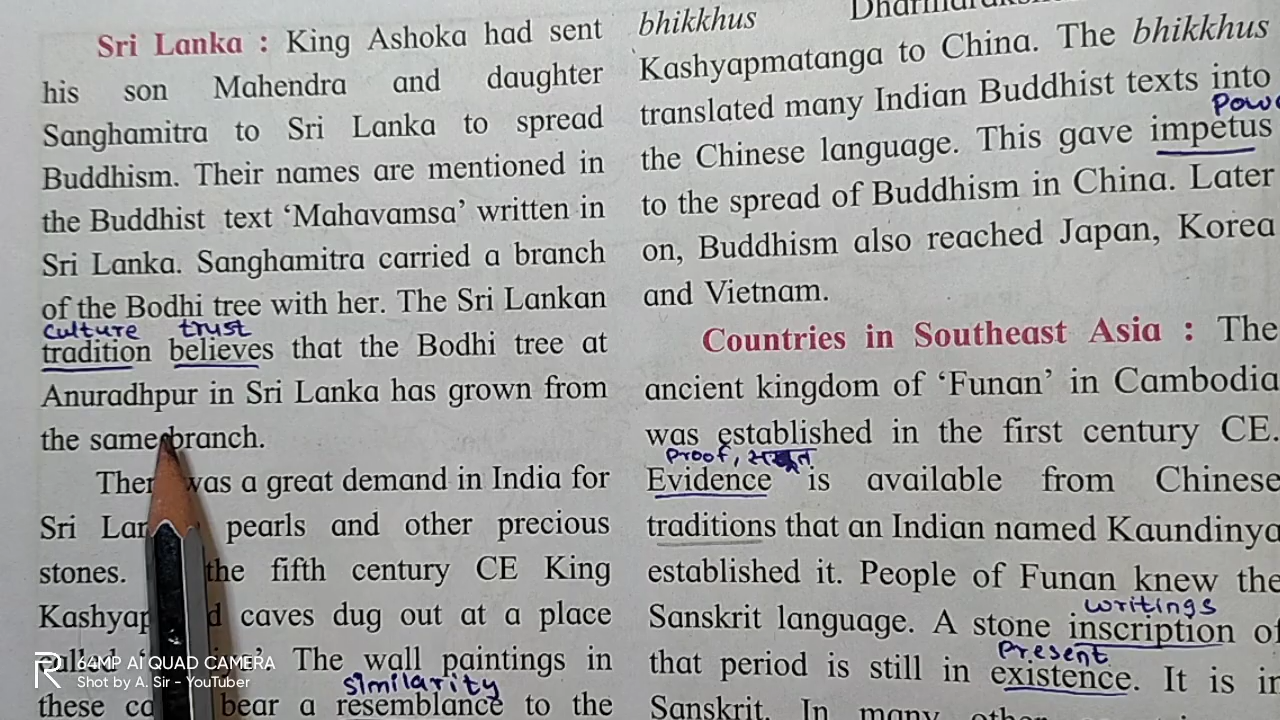 Sri Lanka : King Ashoka had sent
his son Mahendra and daughter
Sanghamitra to Sri Lanka to spread
Buddhism. Their names are mentioned in
the Buddhist text ‘Mahavamsa’ written in
Sri Lanka. Sanghamitra carried a branch
of the Bodhi tree with her. The Sri Lankan
culture trust
tradition believes that the Bodhi tree at
Anuradhpur in Sri Lanka has grown from
the same branch.
was a great demand in India for
Sri pearls and other precious
stones. the fifth century CE King
caves dug out at a place
The wall paintings in
similarity
these bear a resemblance to the
64MP AI QUAD CAMERA
Shot by A. Sir - YouTuber
bhikkhus
Kashyapmatanga to China. The bhikkhus
translated many Indian Buddhist texts into
the Chinese language. This gave impetus
to the spread of Buddhism in China. Later
on, Buddhism also reached Japan, Korea
and Vietnam.
Countries in Southeast Asia : The
ancient kingdom of ‘Funan’ in Cambodia
was established in the first century CE.
Proof,
Evidence is available from Chinese
traditions that an Indian named Kaundinya
established it. People of Funan knew the
writings
Sanskrit language. A stone inscription of
Present
that period is still in existence. It is in
Sanskrit. In many other